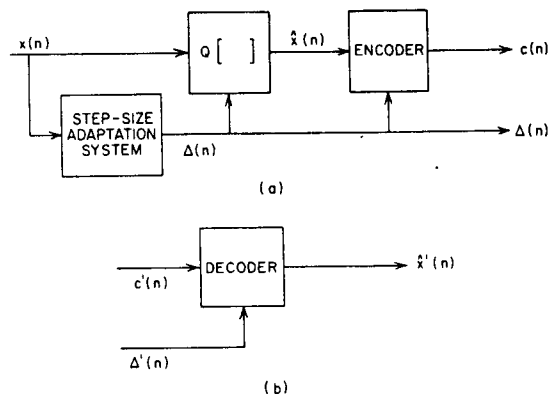 x(n)
Q [ ]
x̂(n)
ENCODER
c(n)
STEP-SIZE
ADAPTATION
SYSTEM
Δ(n)
Δ(n)
(a)
c'(n)
DECODER
x̂'(n)
Δ'(n)
(b)